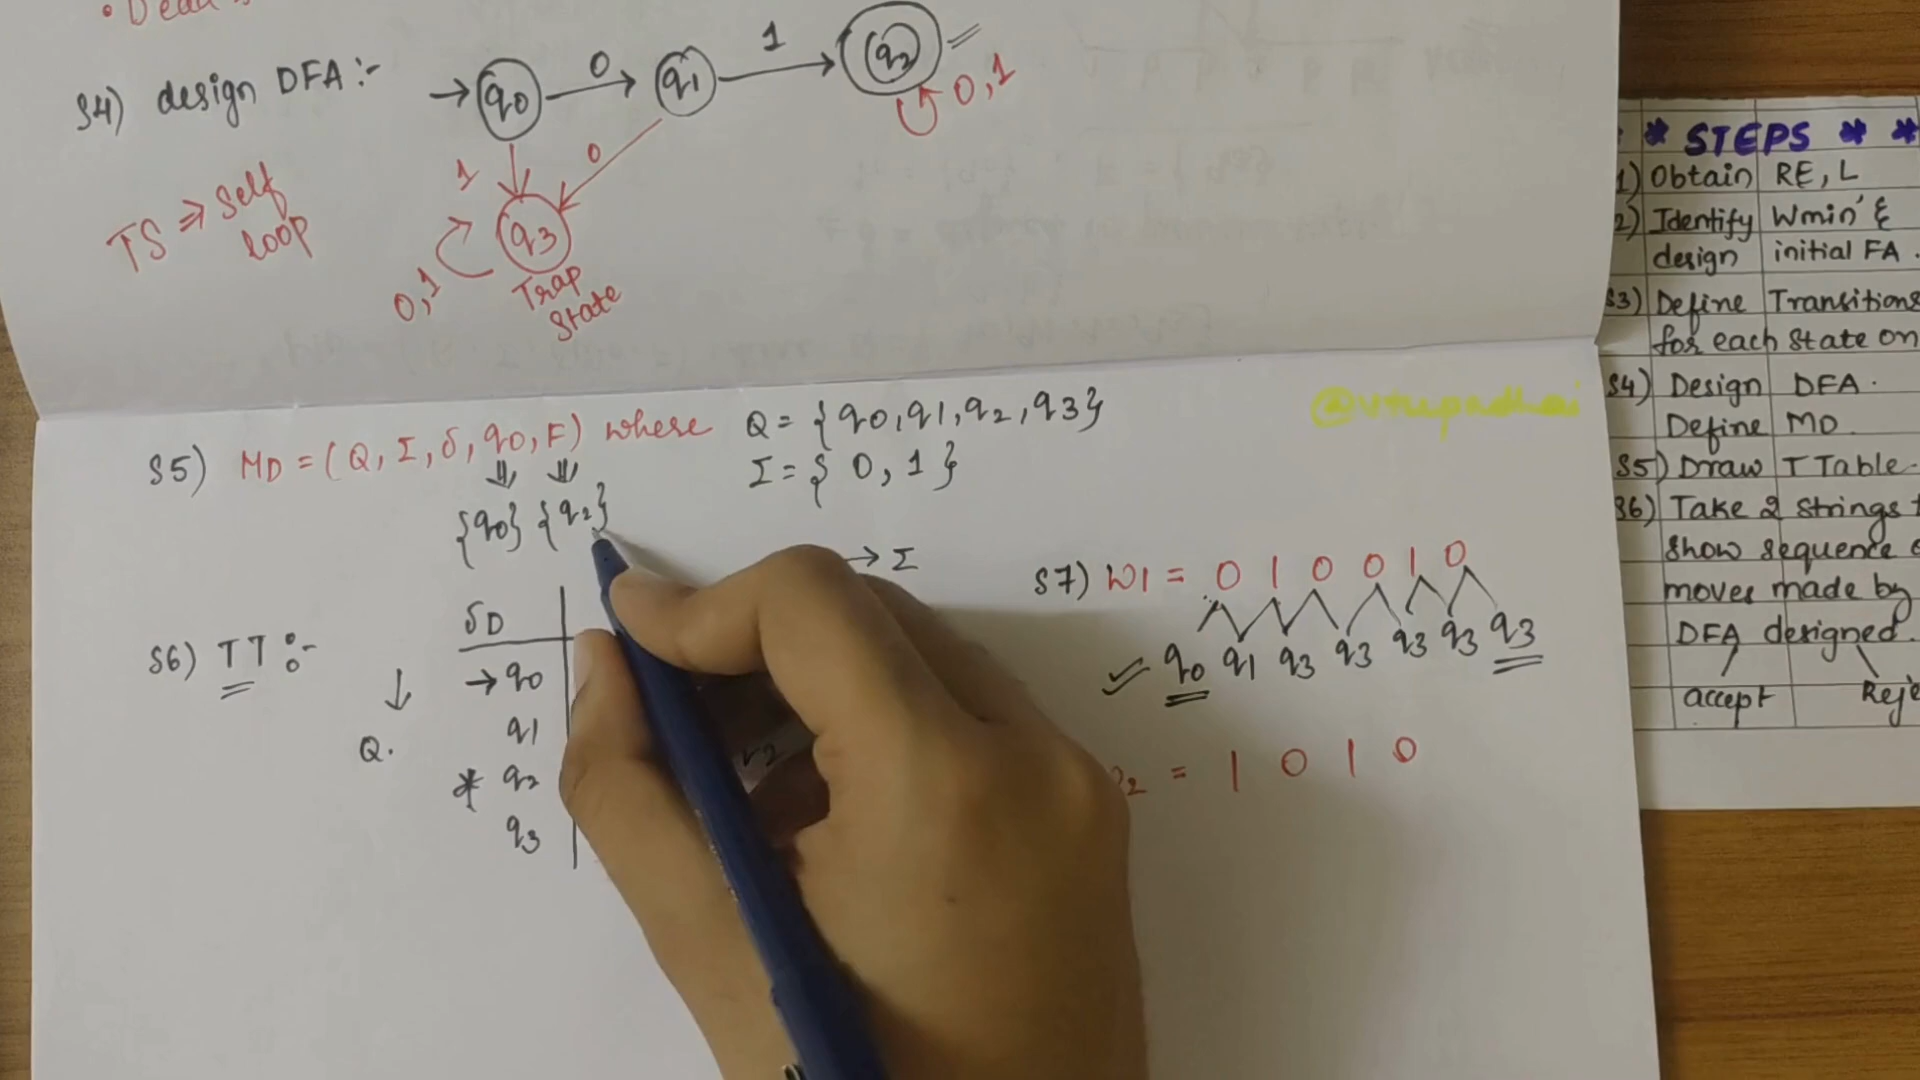 S4) design DFA:-
→ q0 0 → q1 1 → q2
0,1
1
0
TS ⇒ Self
loop
q3
0,1
Trap
State
S5) MD = (Q, Σ, δ, q0, F) where Q = {q0, q1, q2, q3}
Σ = { 0, 1 }
{q0} {q2}
@vtupadhai
→ Σ
S6) TT :-
↓
Q.
δD
→ q0
q1
* q2
q3
S7) W1 = 0 1 0 0 1 0
q0 q1 q3 q3 q3 q3 q3
2 = 1 0 1 0
* STEPS * *
1) Obtain RE, L
2) Identify Wmin' &
design initial FA.
S3) Define Transitions
for each state on
S4) Design DFA.
Define MD.
S5) Draw T Table.
S6) Take 2 Strings
Show sequence
moves made by
DFA designed.
accept